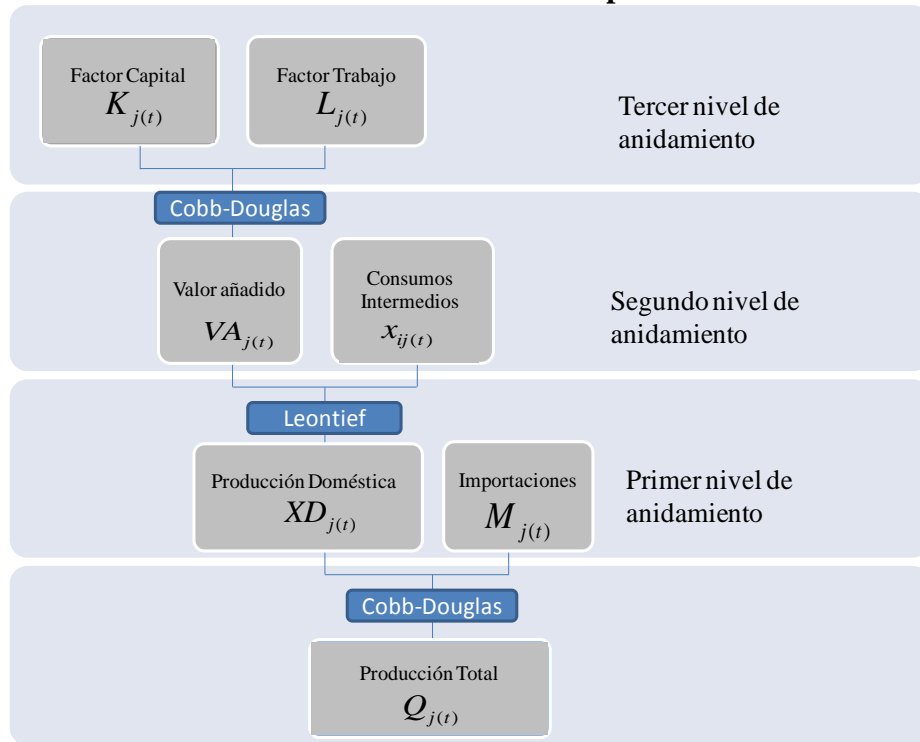 Factor Capital
K j(t)
Factor Trabajo
L j(t)
Tercer nivel de
anidamiento
Cobb-Douglas
Valor añadido
VA j(t)
Consumos
Intermedios
x ij(t)
Segundo nivel de
anidamiento
Leontief
Producción Doméstica
XD j(t)
Importaciones
M j(t)
Primer nivel de
anidamiento
Cobb-Douglas
Producción Total
Q j(t)